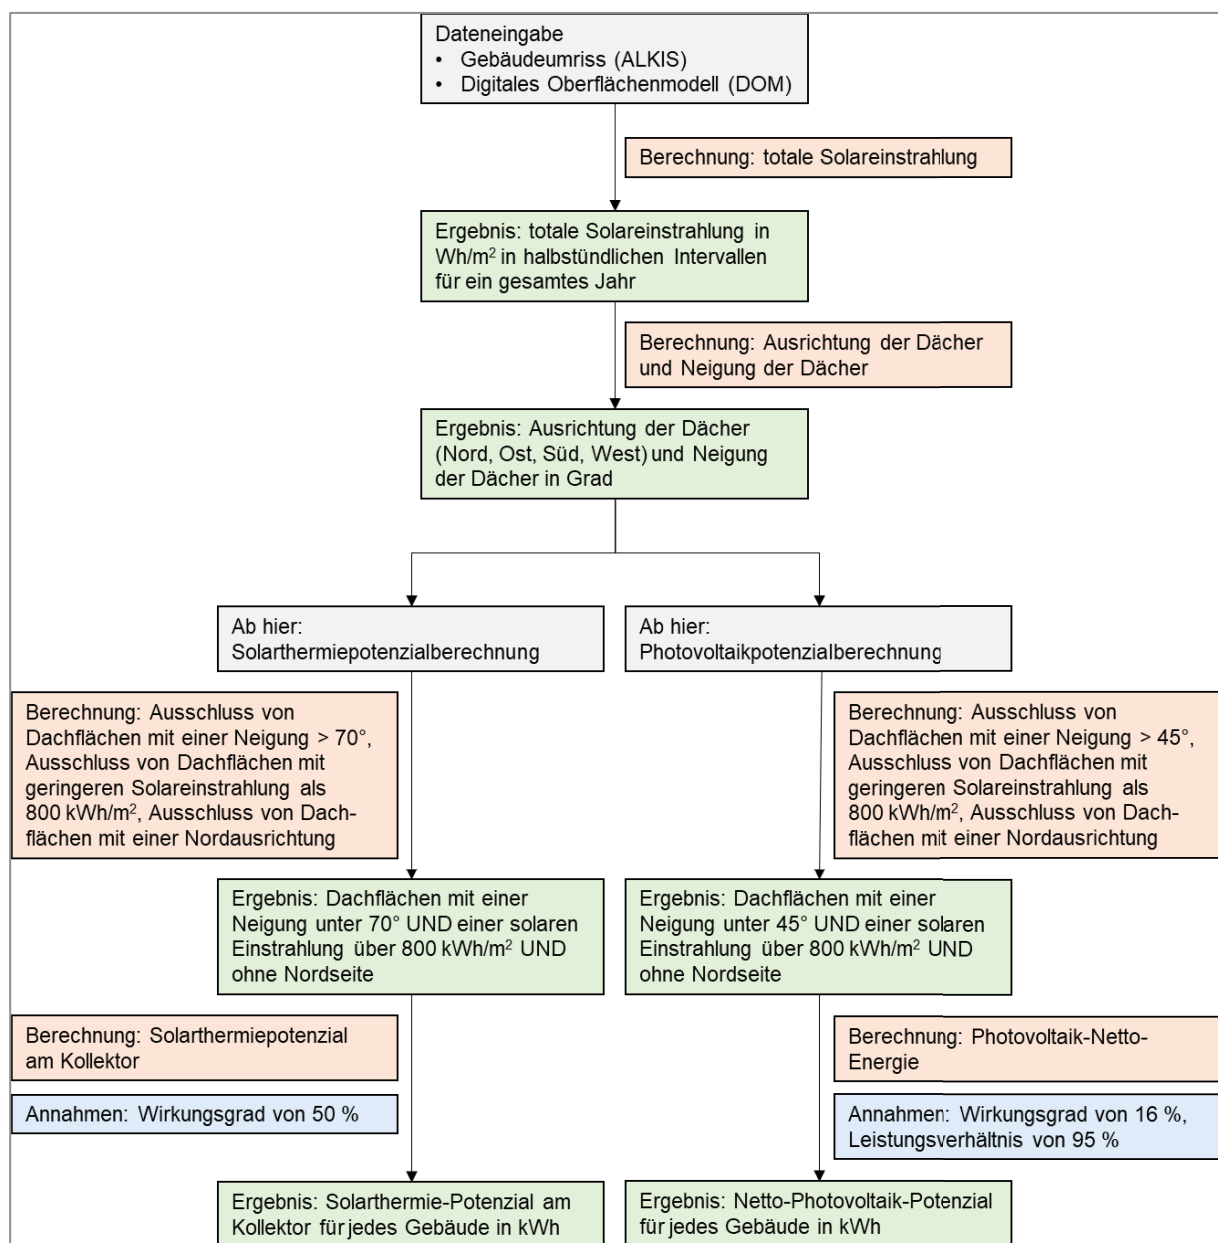 Dateneingabe
• Gebäudeumriss (ALKIS)
• Digitales Oberflächenmodell (DOM)
Berechnung: totale Solareinstrahlung
Ergebnis: totale Solareinstrahlung in
Wh/m² in halbstündlichen Intervallen
für ein gesamtes Jahr
Berechnung: Ausrichtung der Dächer
und Neigung der Dächer
Ergebnis: Ausrichtung der Dächer
(Nord, Ost, Süd, West) und Neigung
der Dächer in Grad
Ab hier:
Solarthermiepotenzialberechnung
Ab hier:
Photovoltaikpotenzialberechnung
Berechnung: Ausschluss von
Dachflächen mit einer Neigung > 70°,
Ausschluss von Dachflächen mit
geringeren Solareinstrahlung als
800 kWh/m², Ausschluss von Dach-
flächen mit einer Nordausrichtung
Berechnung: Ausschluss von
Dachflächen mit einer Neigung > 45°,
Ausschluss von Dachflächen mit
geringeren Solareinstrahlung als
800 kWh/m², Ausschluss von Dach-
flächen mit einer Nordausrichtung
Ergebnis: Dachflächen mit einer
Neigung unter 70° UND einer solaren
Einstrahlung über 800 kWh/m² UND
ohne Nordseite
Ergebnis: Dachflächen mit einer
Neigung unter 45° UND einer solaren
Einstrahlung über 800 kWh/m² UND
ohne Nordseite
Berechnung: Solarthermiepotenzial
am Kollektor
Berechnung: Photovoltaik-Netto-
Energie
Annahmen: Wirkungsgrad von 50 %
Annahmen: Wirkungsgrad von 16 %,
Leistungsverhältnis von 95 %
Ergebnis: Solarthermie-Potenzial am
Kollektor für jedes Gebäude in kWh
Ergebnis: Netto-Photovoltaik-Potenzial
für jedes Gebäude in kWh